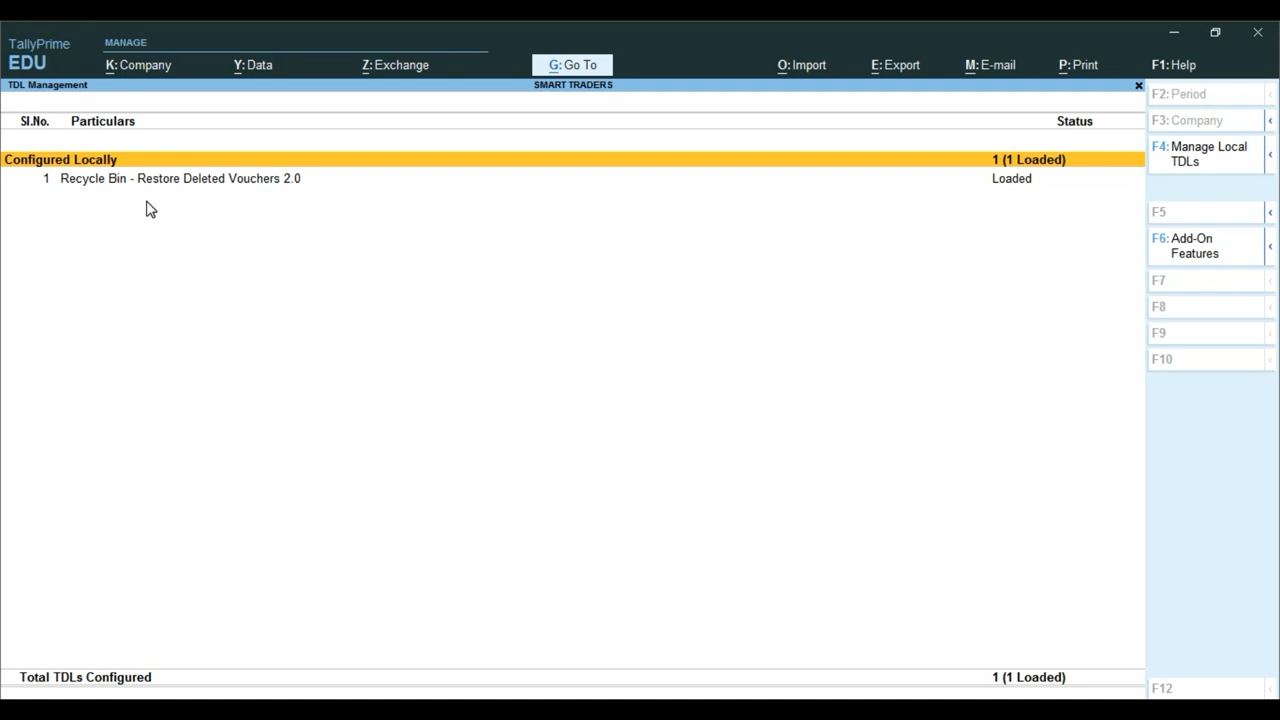 TallyPrime
EDU
MANAGE
K: Company
Y: Data
Z: Exchange
G: Go To
O: Import
E: Export
M: E-mail
P: Print
F1: Help
TDL Management
SMART TRADERS
x
Sl.No. Particulars Status
Configured Locally 1 (1 Loaded)
1 Recycle Bin - Restore Deleted Vouchers 2.0 Loaded
Total TDLs Configured 1 (1 Loaded)
F2: Period
F3: Company
F4: Manage Local
TDLs
F5
F6: Add-On
Features
F7
F8
F9
F10
F12